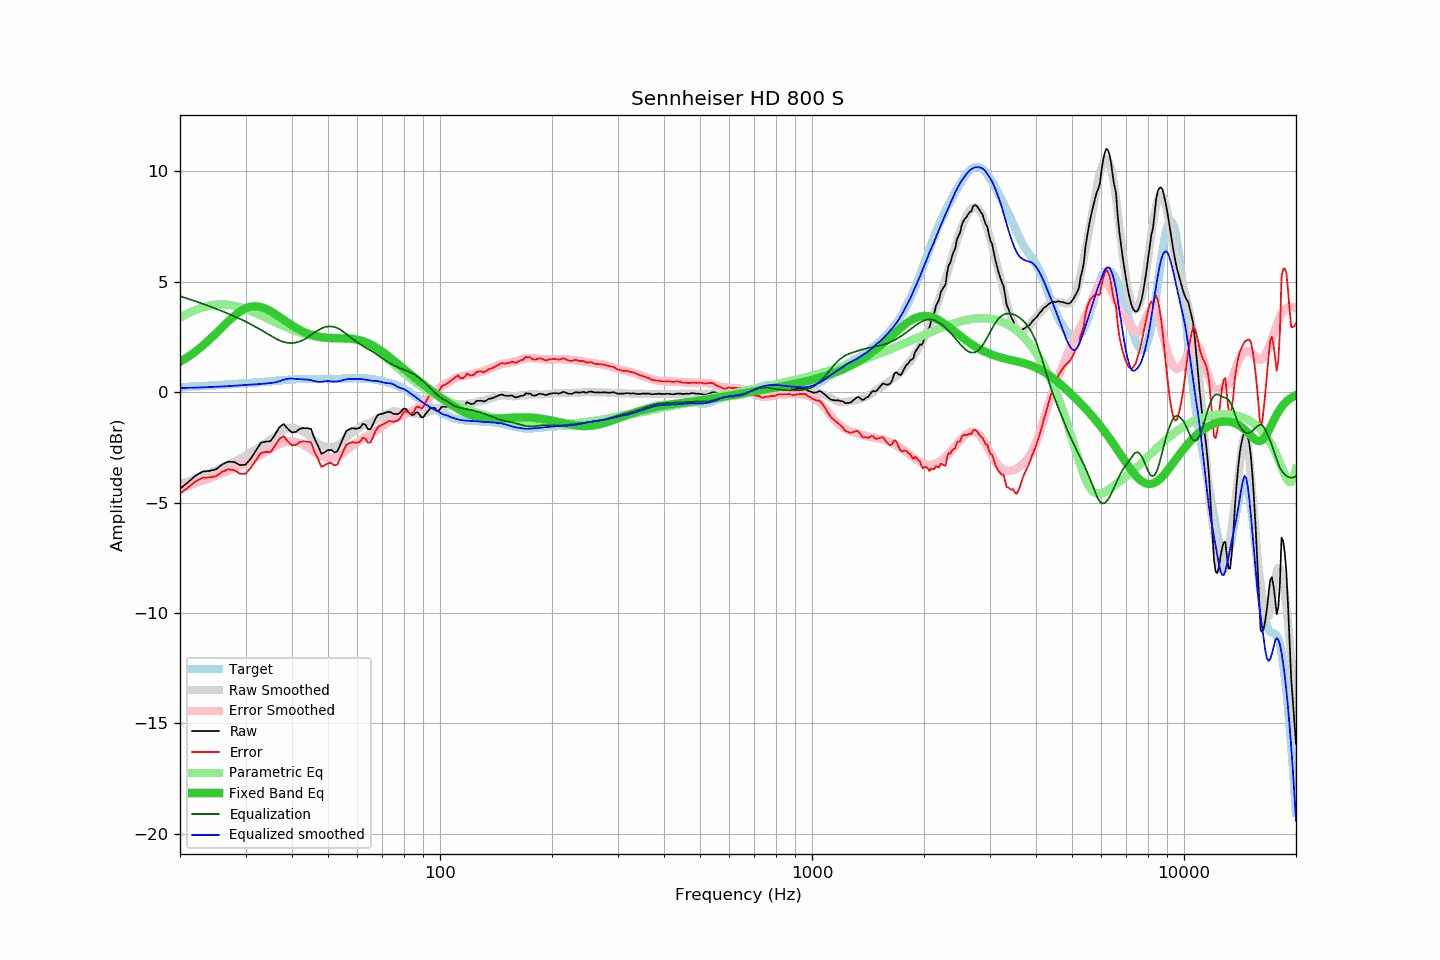 Sennheiser HD 800 S
10
5
0
−5
−10
−15
−20
Amplitude (dBr)
Target
Raw Smoothed
Error Smoothed
Raw
Error
Parametric Eq
Fixed Band Eq
Equalization
Equalized smoothed
100
1000
10000
Frequency (Hz)